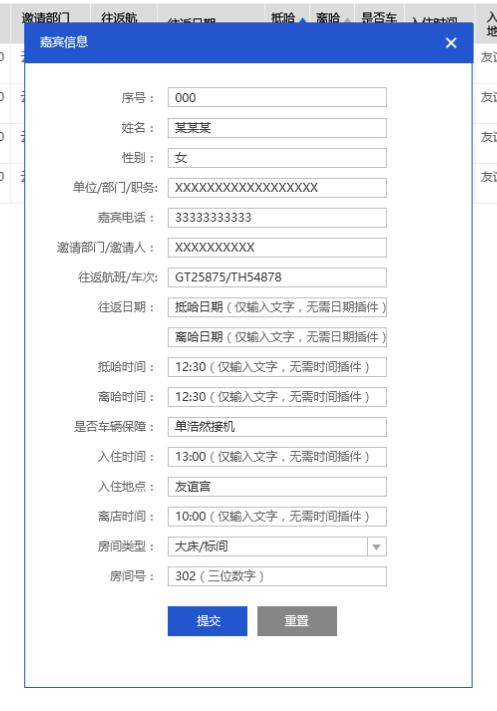 邀请部门 往返航 往返日期 抵哈 离哈 是否车 入住时间 入
地
嘉宾信息 ×
友
序号： 000
友
姓名： 某某某
友
性别： 女
友
单位/部门/职务: XXXXXXXXXXXXXXXXXX
嘉宾电话： 33333333333
邀请部门/邀请人： XXXXXXXXXX
往返航班/车次: GT25875/TH54878
往返日期： 抵哈日期（仅输入文字，无需日期插件）
离哈日期（仅输入文字，无需日期插件）
抵哈时间： 12:30（仅输入文字，无需时间插件）
离哈时间： 12:30（仅输入文字，无需时间插件）
是否车辆保障： 单浩然接机
入住时间： 13:00（仅输入文字，无需时间插件）
入住地点： 友谊宫
离店时间： 10:00（仅输入文字，无需时间插件）
房间类型： 大床/标间
房间号： 302（三位数字）
提交 重置